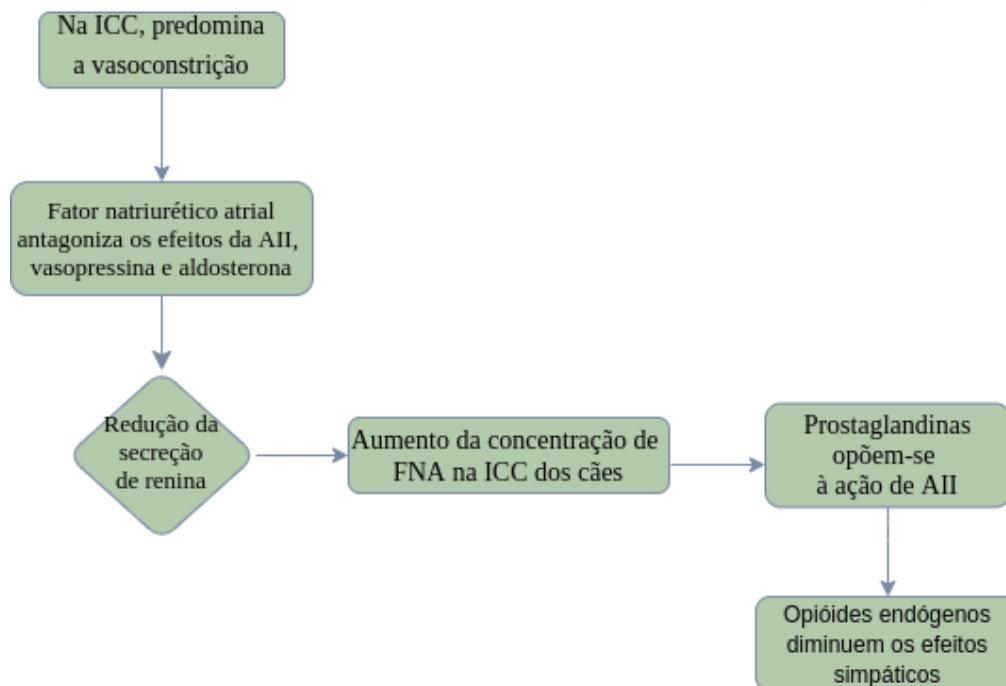 Na ICC, predomina
a vasoconstrição
Fator natriurético atrial
antagoniza os efeitos da AII,
vasopressina e aldosterona
Redução da
secreção
de renina
Aumento da concentração de
FNA na ICC dos cães
Prostaglandinas
opõem-se
à ação de AII
Opióides endógenos
diminuem os efeitos
simpáticos